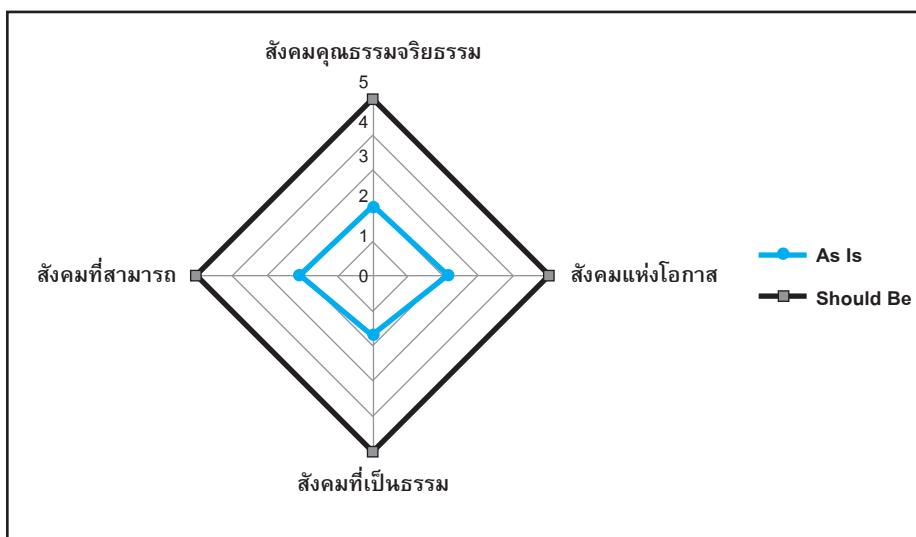 สังคมคุณธรรมจริยธรรม
5
4
3
2
1
0
สังคมที่สามารถ
สังคมแห่งโอกาส
As Is
Should Be
สังคมที่เป็นธรรม